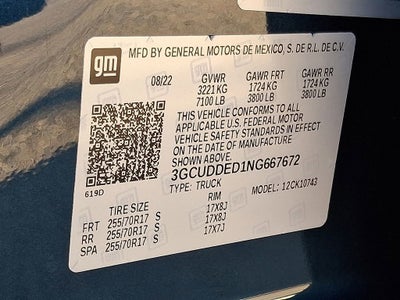 gm
MFD BY GENERAL MOTORS DE MEXICO, S. DE R.L. DE C.V.
08/22 GVWR GAWR FRT GAWR RR
3221 KG 1724 KG 1724 KG
7100 LB 3800 LB 3800 LB
THIS VEHICLE CONFORMS TO ALL
APPLICABLE U.S. FEDERAL MOTOR
VEHICLE SAFETY STANDARDS IN EFFECT
ON THE DATE OF MANUFACTURE
SHOWN ABOVE.
3GCUDDED1NG667672
619D
TYPE: TRUCK MODEL: 12CK10743
TIRE SIZE RIM
FRT 255/70R17 S 17X8J
RR 255/70R17 S 17X8J
SPA 255/70R17 S 17X7J